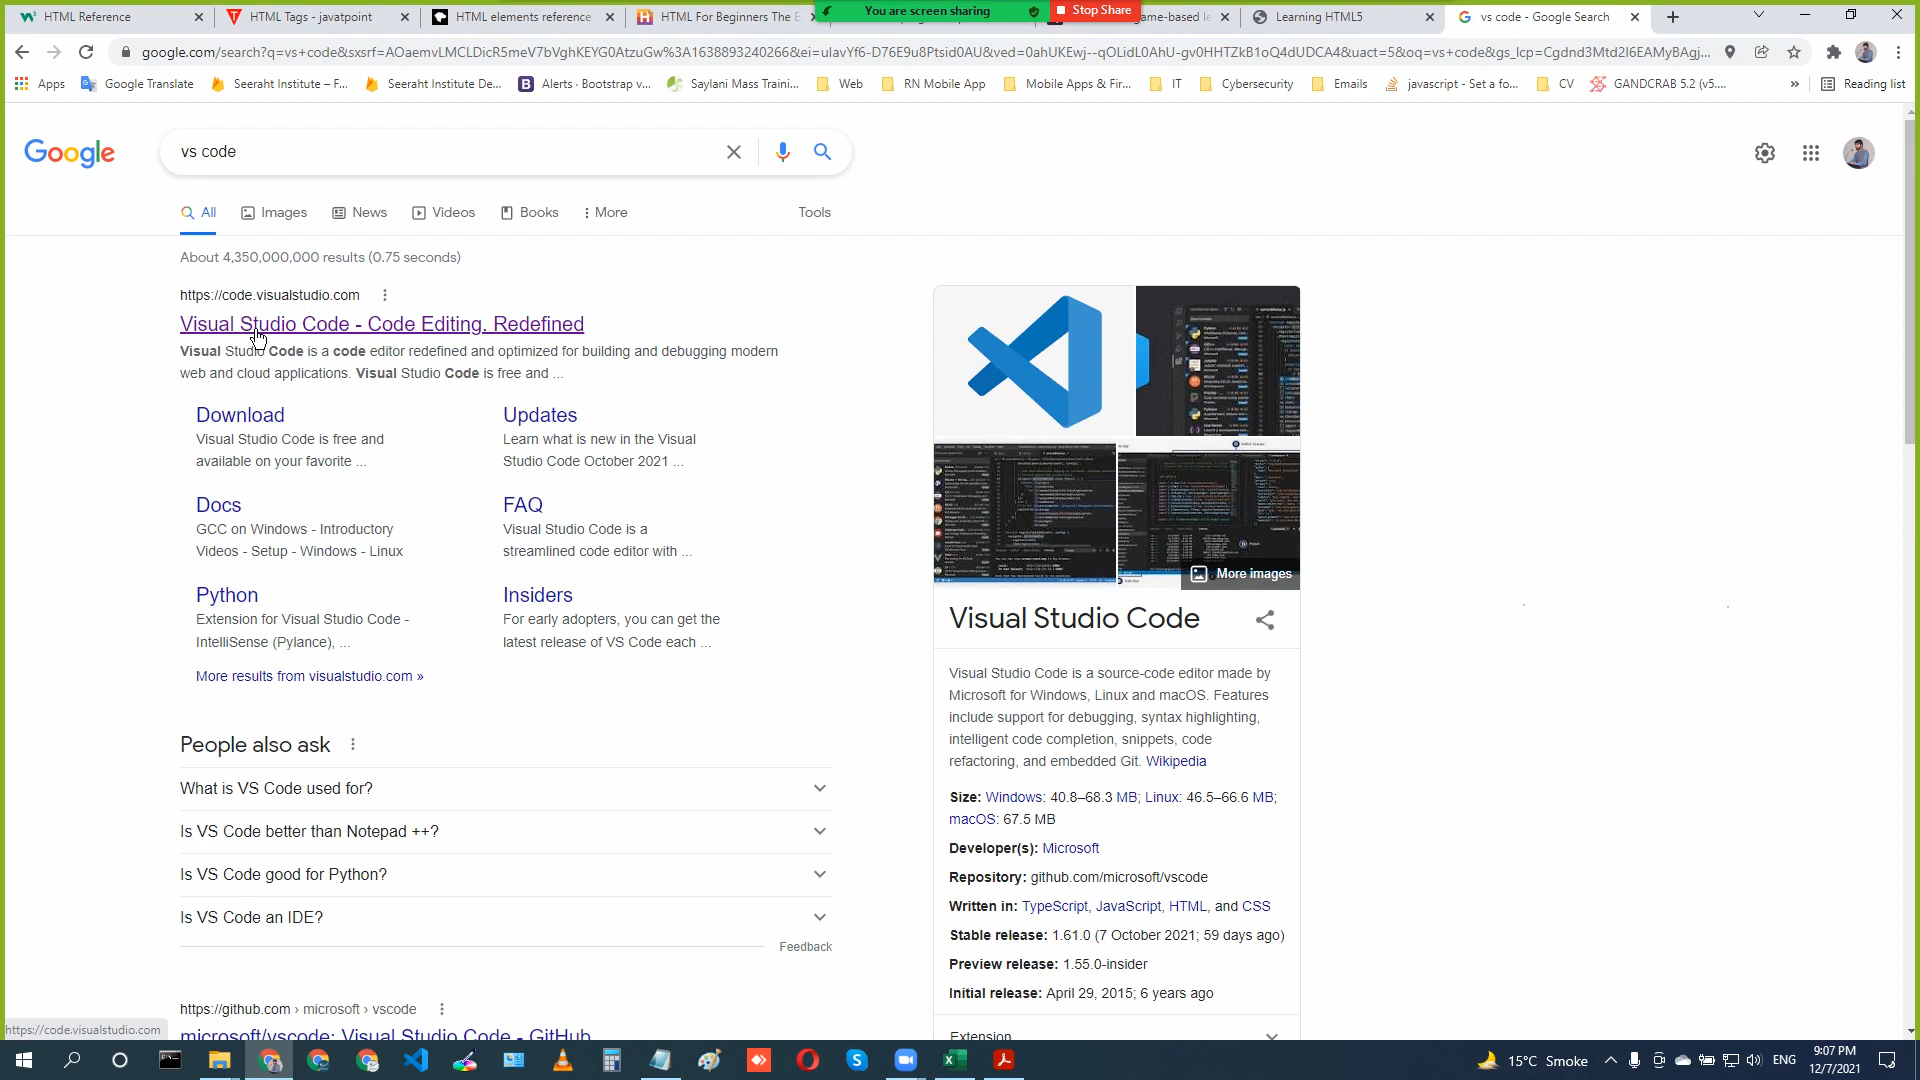 HTML Reference
HTML Tags - javatpoint
HTML elements reference
HTML For Beginners The E
You are screen sharing
Stop Share
game-based le
Learning HTML5
vs code - Google Search
google.com/search?q=vs+code&sxsrf=AOaemvLMCLDicR5meV7bVghKEYG0AtzuGw%3A1638893240266&ei=ulavYf6-D76E9u8Ptsid0AU&ved=0ahUKEwj--qOLidL0AhU-gv0HHTZkB1oQ4dUDCA4&uact=5&oq=vs+code&gs_lcp=Cgdnd3Mtd2l6EAMyBAgj...
Apps
Google Translate
Seeraht Institute – F...
Seeraht Institute De...
Alerts · Bootstrap v...
Saylani Mass Traini...
Web
RN Mobile App
Mobile Apps & Fir...
IT
Cybersecurity
Emails
javascript - Set a fo...
CV
GANDCRAB 5.2 (v5....
»
Reading list
Google
vs code
All
Images
News
Videos
Books
More
Tools
About 4,350,000,000 results (0.75 seconds)
https://code.visualstudio.com
Visual Studio Code - Code Editing. Redefined
Visual Studio Code is a code editor redefined and optimized for building and debugging modern
web and cloud applications. Visual Studio Code is free and ...
Download
Visual Studio Code is free and
available on your favorite ...
Updates
Learn what is new in the Visual
Studio Code October 2021 ...
Docs
GCC on Windows - Introductory
Videos - Setup - Windows - Linux
FAQ
Visual Studio Code is a
streamlined code editor with ...
Python
Extension for Visual Studio Code -
IntelliSense (Pylance), ...
Insiders
For early adopters, you can get the
latest release of VS Code each ...
More results from visualstudio.com »
People also ask
What is VS Code used for?
Is VS Code better than Notepad ++?
Is VS Code good for Python?
Is VS Code an IDE?
Feedback
https://github.com › microsoft › vscode
microsoft/vscode: Visual Studio Code - GitHub
More images
Visual Studio Code
Visual Studio Code is a source-code editor made by
Microsoft for Windows, Linux and macOS. Features
include support for debugging, syntax highlighting,
intelligent code completion, snippets, code
refactoring, and embedded Git. Wikipedia
Size: Windows: 40.8–68.3 MB; Linux: 46.5–66.6 MB;
macOS: 67.5 MB
Developer(s): Microsoft
Repository: github.com/microsoft/vscode
Written in: TypeScript, JavaScript, HTML, and CSS
Stable release: 1.61.0 (7 October 2021; 59 days ago)
Preview release: 1.55.0-insider
Initial release: April 29, 2015; 6 years ago
Extension
https://code.visualstudio.com
15°C Smoke
ENG
9:07 PM
12/7/2021